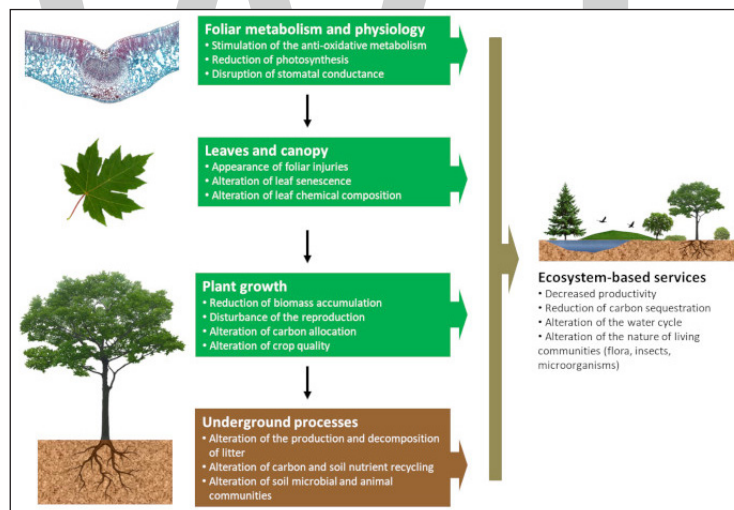 Foliar metabolism and physiology
• Stimulation of the anti-oxidative metabolism
• Reduction of photosynthesis
• Disruption of stomatal conductance
Leaves and canopy
• Appearance of foliar injuries
• Alteration of leaf senescence
• Alteration of leaf chemical composition
Plant growth
• Reduction of biomass accumulation
• Disturbance of the reproduction
• Alteration of carbon allocation
• Alteration of crop quality
Underground processes
• Alteration of the production and decomposition
of litter
• Alteration of carbon and soil nutrient recycling
• Alteration of soil microbial and animal
communities
Ecosystem-based services
• Decreased productivity
• Reduction of carbon sequestration
• Alteration of the water cycle
• Alteration of the nature of living
communities (flora, insects,
microorganisms)